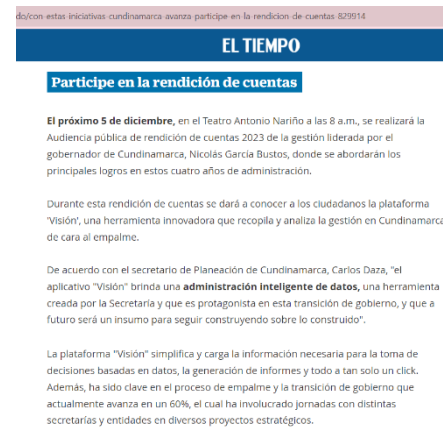 do/con-estas-iniciativas-cundinamarca-avanza-participe-en-la-rendicion-de-cuentas-829914
EL TIEMPO
Participe en la rendición de cuentas
El próximo 5 de diciembre, en el Teatro Antonio Nariño a las 8 a.m., se realizará la
Audiencia pública de rendición de cuentas 2023 de la gestión liderada por el
gobernador de Cundinamarca, Nicolás García Bustos, donde se abordarán los
principales logros en estos cuatro años de administración.
Durante esta rendición de cuentas se dará a conocer a los ciudadanos la plataforma
'Visión', una herramienta innovadora que recopila y analiza la gestión en Cundinamarca
de cara al empalme.
De acuerdo con el secretario de Planeación de Cundinamarca, Carlos Daza, "el
aplicativo "Visión" brinda una administración inteligente de datos, una herramienta
creada por la Secretaría y que es protagonista en esta transición de gobierno, y que a
futuro será un insumo para seguir construyendo sobre lo construido".
La plataforma "Visión" simplifica y carga la información necesaria para la toma de
decisiones basadas en datos, la generación de informes y todo a tan solo un click.
Además, ha sido clave en el proceso de empalme y la transición de gobierno que
actualmente avanza en un 60%, el cual ha involucrado jornadas con distintas
secretarías y entidades en diversos proyectos estratégicos.